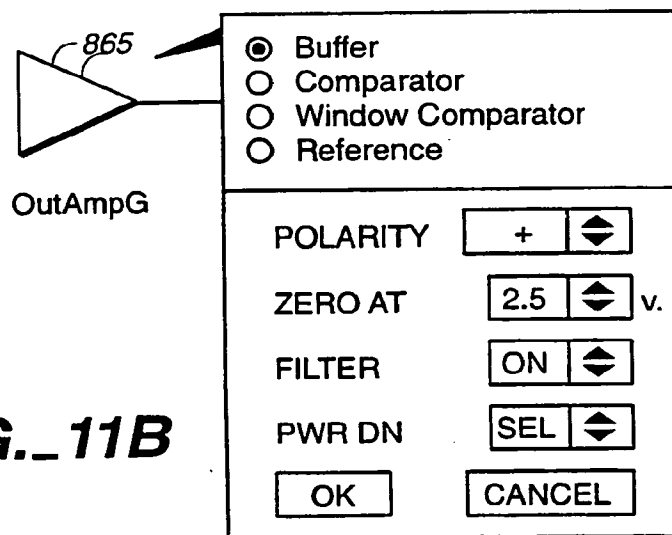 865
OutAmpG
Buffer
Comparator
Window Comparator
Reference
POLARITY +
ZERO AT 2.5 v.
FILTER ON
PWR DN SEL
OK CANCEL
G._11B